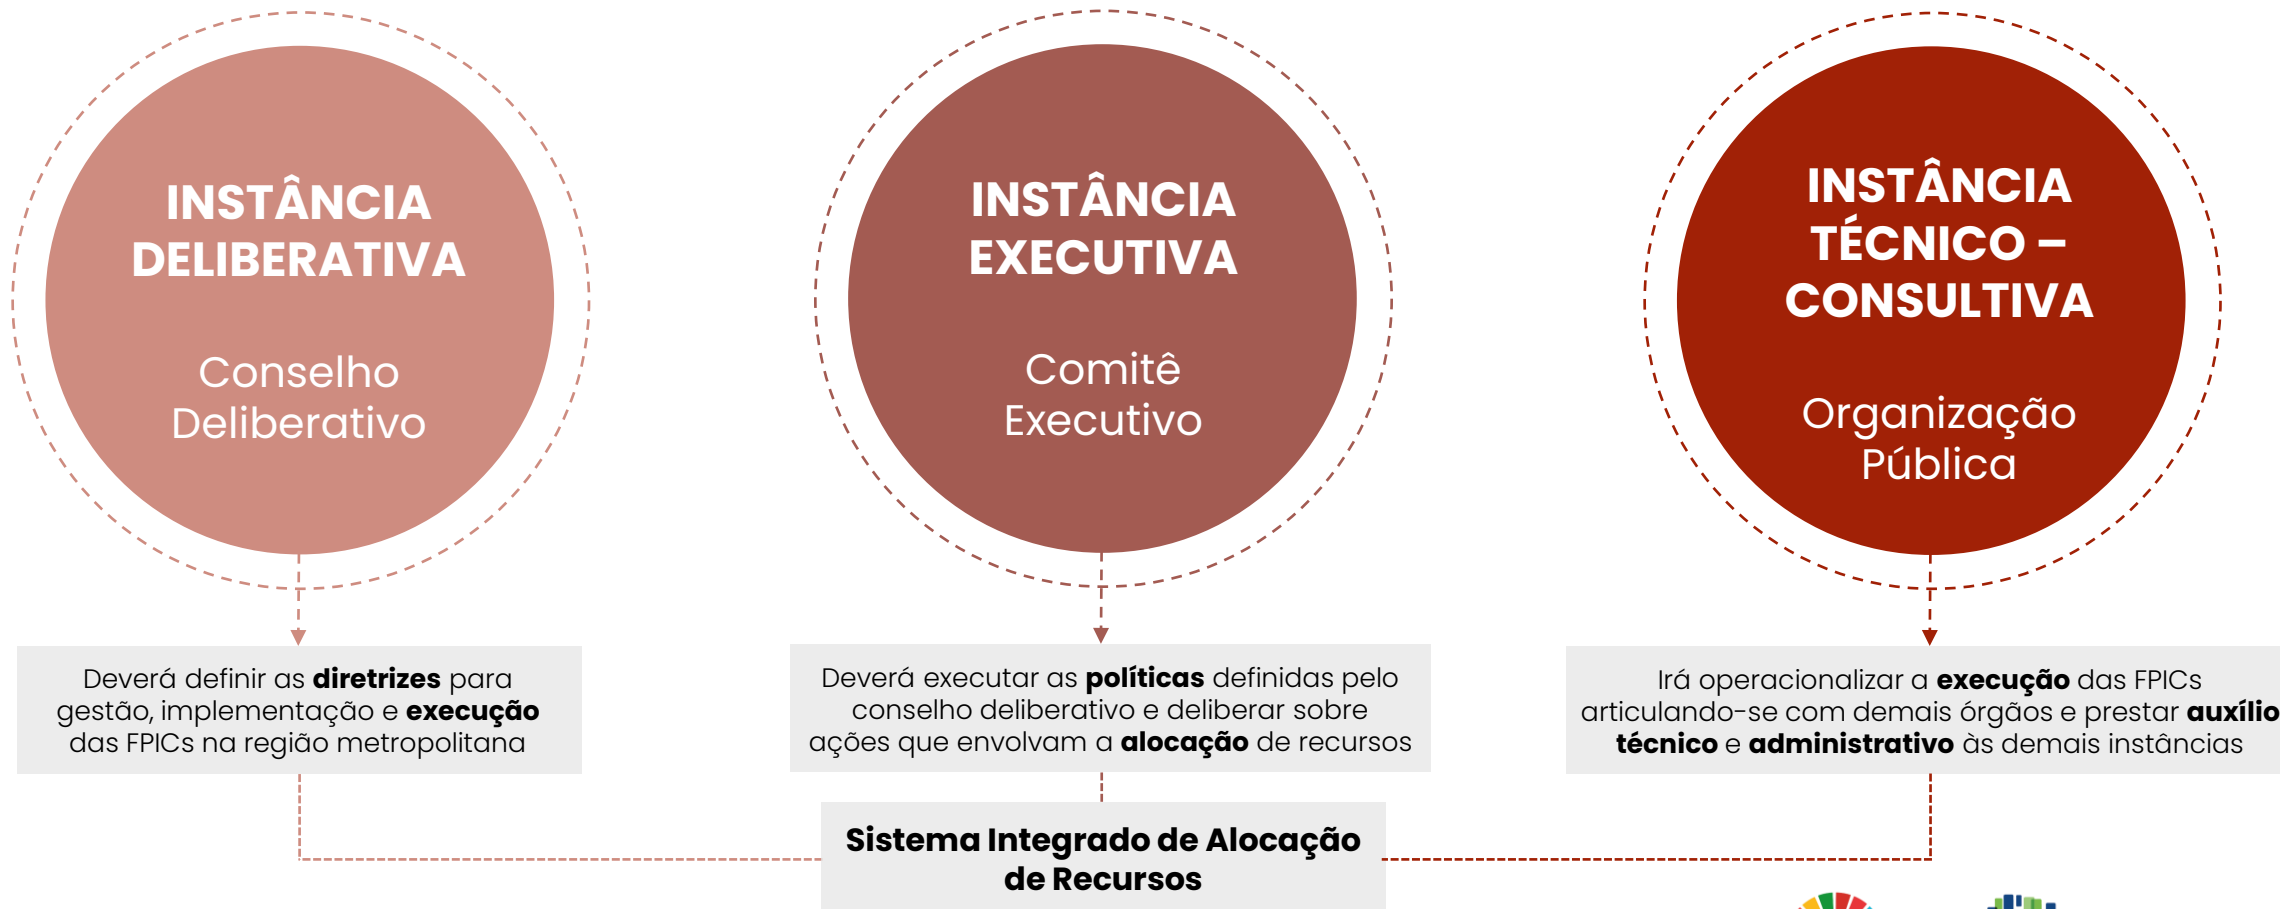 INSTÂNCIA
DELIBERATIVA
Conselho
Deliberativo
Deverá definir as diretrizes para
gestão, implementação e execução
das FPICs na região metropolitana
INSTÂNCIA
EXECUTIVA
Comitê
Executivo
Deverá executar as políticas definidas pelo
conselho deliberativo e deliberar sobre
ações que envolvam a alocação de recursos
INSTÂNCIA
TÉCNICO –
CONSULTIVA
Organização
Pública
Irá operacionalizar a execução das FPICs
articulando-se com demais órgãos e prestar auxílio
técnico e administrativo às demais instâncias
Sistema Integrado de Alocação
de Recursos